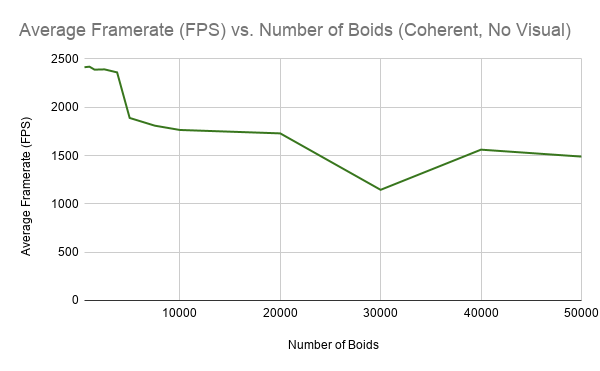 Average Framerate (FPS) vs. Number of Boids (Coherent, No Visual)
Average Framerate (FPS)
2500
2000
1500
1000
500
0
10000 20000 30000 40000 50000
Number of Boids